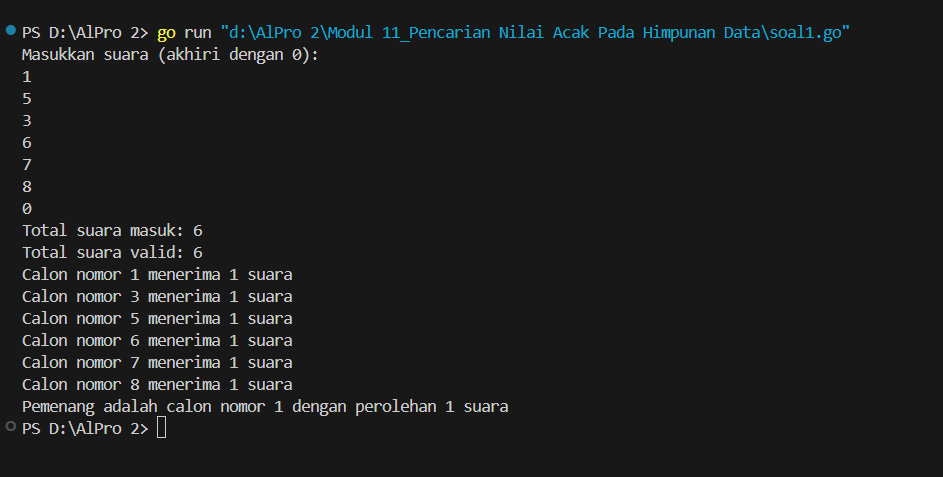 PS D:\AlPro 2> go run "d:\AlPro 2\Modul 11_Pencarian Nilai Acak Pada Himpunan Data\soal1.go"
Masukkan suara (akhiri dengan 0):
1
5
3
6
7
8
0
Total suara masuk: 6
Total suara valid: 6
Calon nomor 1 menerima 1 suara
Calon nomor 3 menerima 1 suara
Calon nomor 5 menerima 1 suara
Calon nomor 6 menerima 1 suara
Calon nomor 7 menerima 1 suara
Calon nomor 8 menerima 1 suara
Pemenang adalah calon nomor 1 dengan perolehan 1 suara
PS D:\AlPro 2>